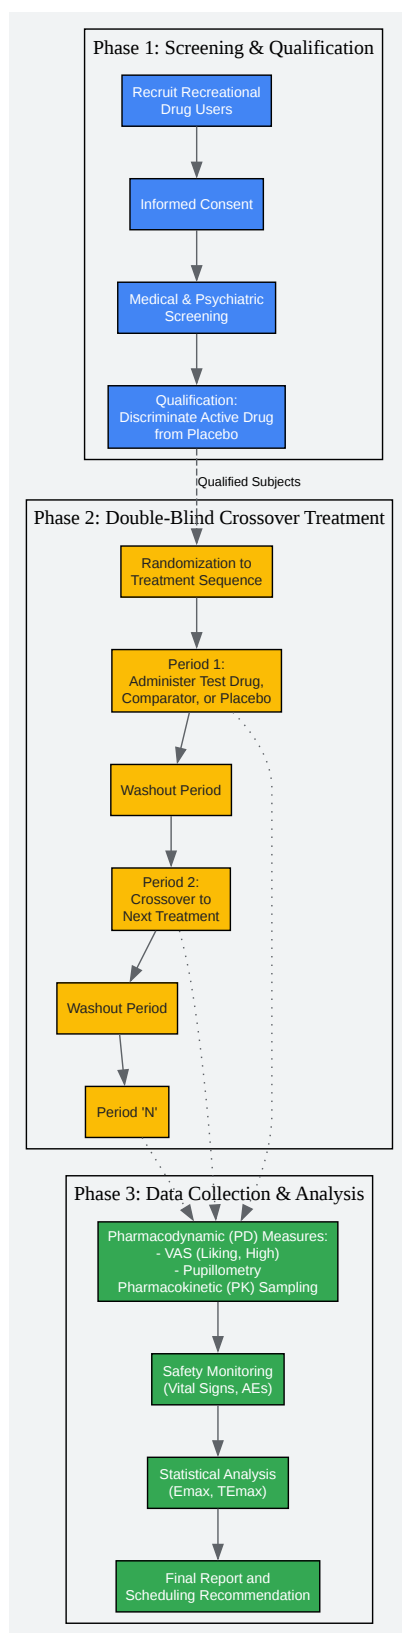 Phase 1: Screening & Qualification
Recruit Recreational
Drug Users
Informed Consent
Medical & Psychiatric
Screening
Qualification:
Discriminate Active Drug
from Placebo
Qualified Subjects
Phase 2: Double-Blind Crossover Treatment
Randomization to
Treatment Sequence
Period 1:
Administer Test Drug,
Comparator, or Placebo
Washout Period
Period 2:
Crossover to
Next Treatment
Washout Period
Period 'N'
Phase 3: Data Collection & Analysis
Pharmacodynamic (PD) Measures:
- VAS (Liking, High)
- Pupillometry
Pharmacokinetic (PK) Sampling
Safety Monitoring
(Vital Signs, AEs)
Statistical Analysis
(Emax, TEmax)
Final Report and
Scheduling Recommendation